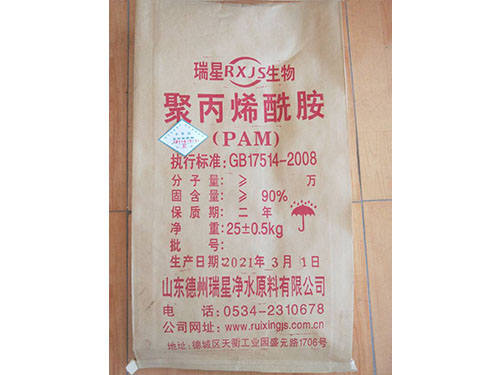 瑞星RXJS生物
聚丙烯酰胺
(PAM)
执行标准:GB17514-2008
分子量:≥ 万
固含量:≥ 90%
保质期:二年
净重:25±0.5kg
批号:
生产日期:2021年3月1日
山东德州瑞星净水原料有限公司
电话:0534-2310678
公司网址:www.ruixingjs.com.cn
地址:德城区天衢工业园盛元路1706号